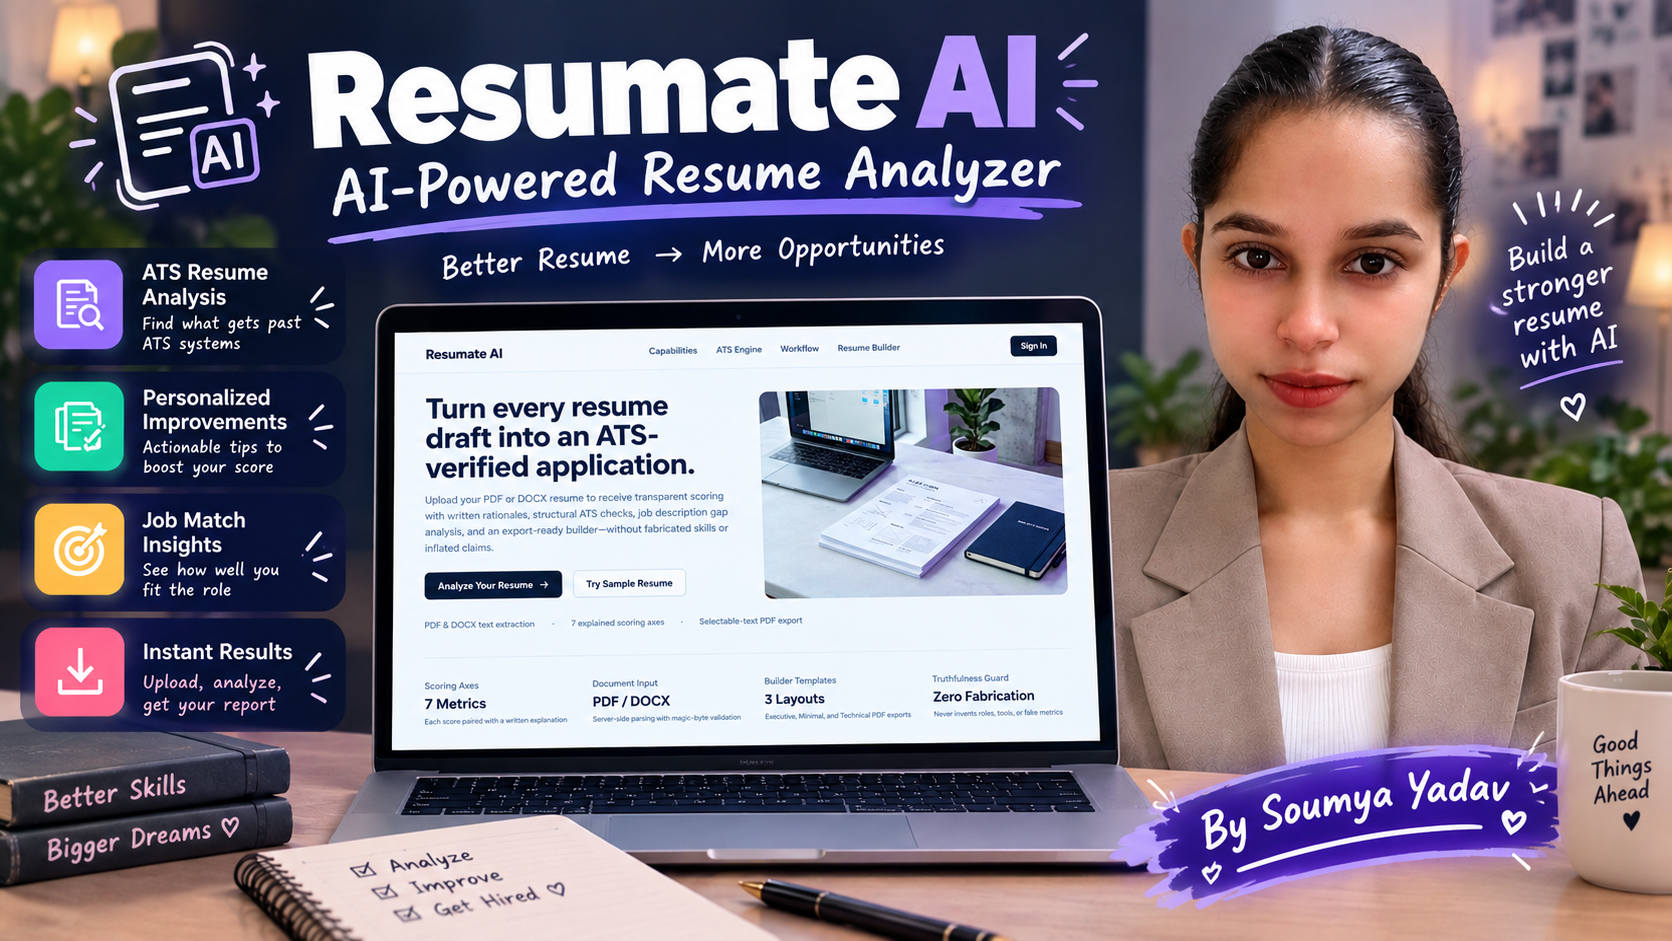 AI
Resumate AI
AI-Powered Resume Analyzer
Better Resume → More Opportunities
ATS Resume
Analysis
Find what gets past
ATS systems
Personalized
Improvements
Actionable tips to
boost your score
Job Match
Insights
See how well you
fit the role
Instant Results
Upload, analyze,
get your report
Resumate AI
Capabilities
ATS Engine
Workflow
Resume Builder
Sign In
Turn every resume
draft into an ATS-
verified application.
Upload your PDF or DOCX resume to receive transparent scoring
with written rationales, structural ATS checks, job description gap
analysis, and an export-ready builder—without fabricated skills or
inflated claims.
Analyze Your Resume →
Try Sample Resume
PDF & DOCX text extraction · 7 explained scoring axes · Selectable-text PDF export
Scoring Axes
7 Metrics
Each score paired with a written explanation
Document Input
PDF / DOCX
Server-side parsing with magic-byte validation
Builder Templates
3 Layouts
Executive, Minimal, and Technical PDF exports
Truthfulness Guard
Zero Fabrication
Never invents roles, tools, or fake metrics
Build a
stronger
resume
with AI
Better Skills
Bigger Dreams ♡
Analyze
Improve
Get Hired ♡
By Soumya Yadav
Good
Things
Ahead